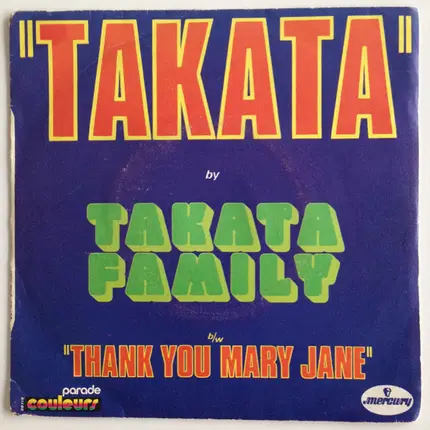 "TAKATA"
by
TAKATA
FAMILY
b/w
"THANK YOU MARY JANE"
parade
couleurs
mercury